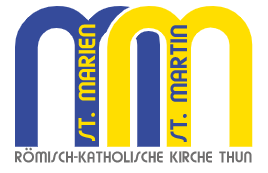 ST. MARIEN
ST. MARTIN
RÖMISCH-KATHOLISCHE KIRCHE THUN